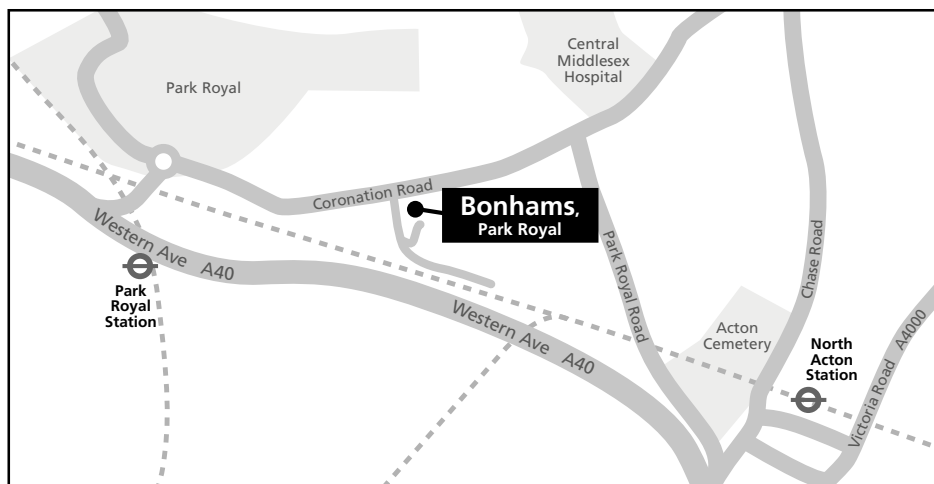 Central
Middlesex
Hospital
Park Royal
Coronation Road
Bonhams,
Park Royal
Western Ave A40
Park
Royal
Station
Park Royal Road
Chase Road
Western Ave A40
Acton
Cemetery
North
Acton
Station
Victoria Road A4000